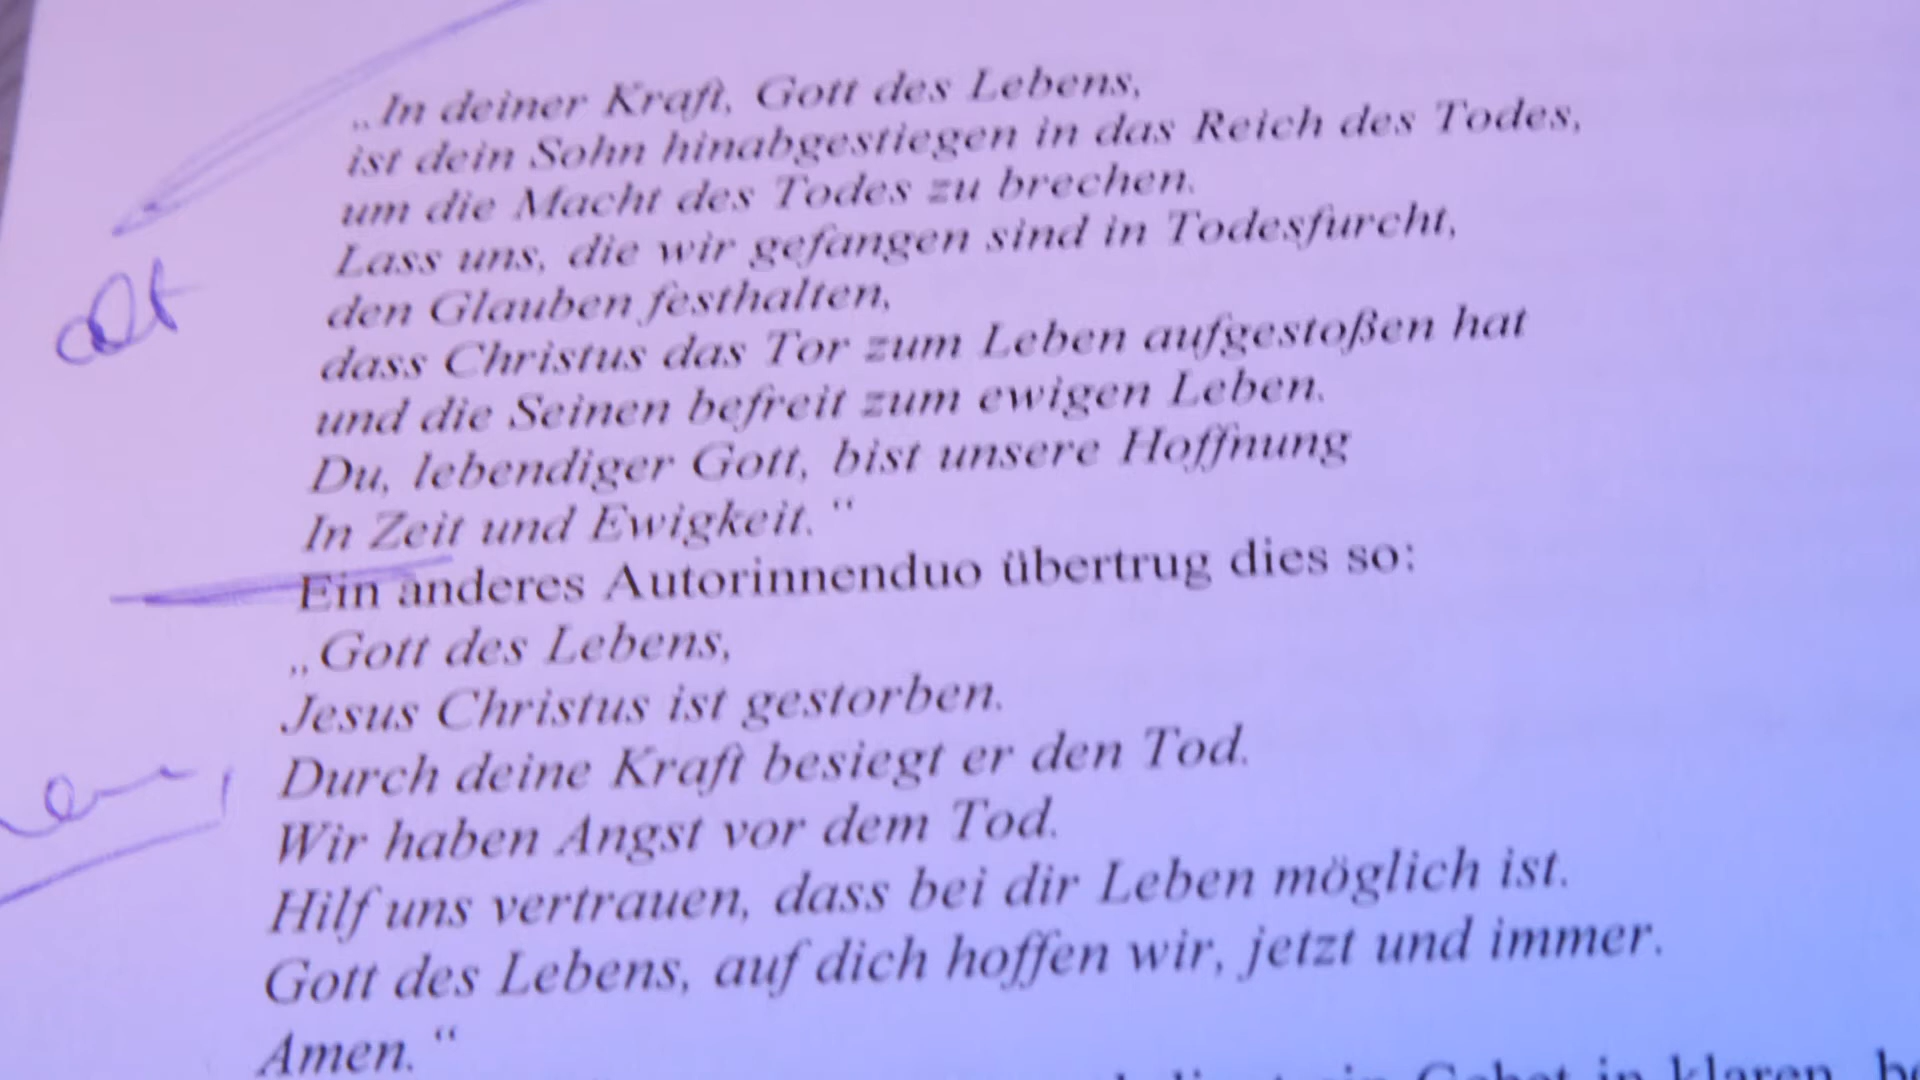 „In deiner Kraft, Gott des Lebens,
ist dein Sohn hinabgestiegen in das Reich des Todes,
um die Macht des Todes zu brechen.
Lass uns, die wir gefangen sind in Todesfurcht,
den Glauben festhalten,
alt
dass Christus das Tor zum Leben aufgestoßen hat
und die Seinen befreit zum ewigen Leben.
Du, lebendiger Gott, bist unsere Hoffnung
In Zeit und Ewigkeit.“
Ein anderes Autorinnenduo übertrug dies so:
„Gott des Lebens,
Jesus Christus ist gestorben.
Durch deine Kraft besiegt er den Tod.
Wir haben Angst vor dem Tod.
Hilf uns vertrauen, dass bei dir Leben möglich ist.
Gott des Lebens, auf dich hoffen wir, jetzt und immer.
Amen.“
ein Gebet in klaren,